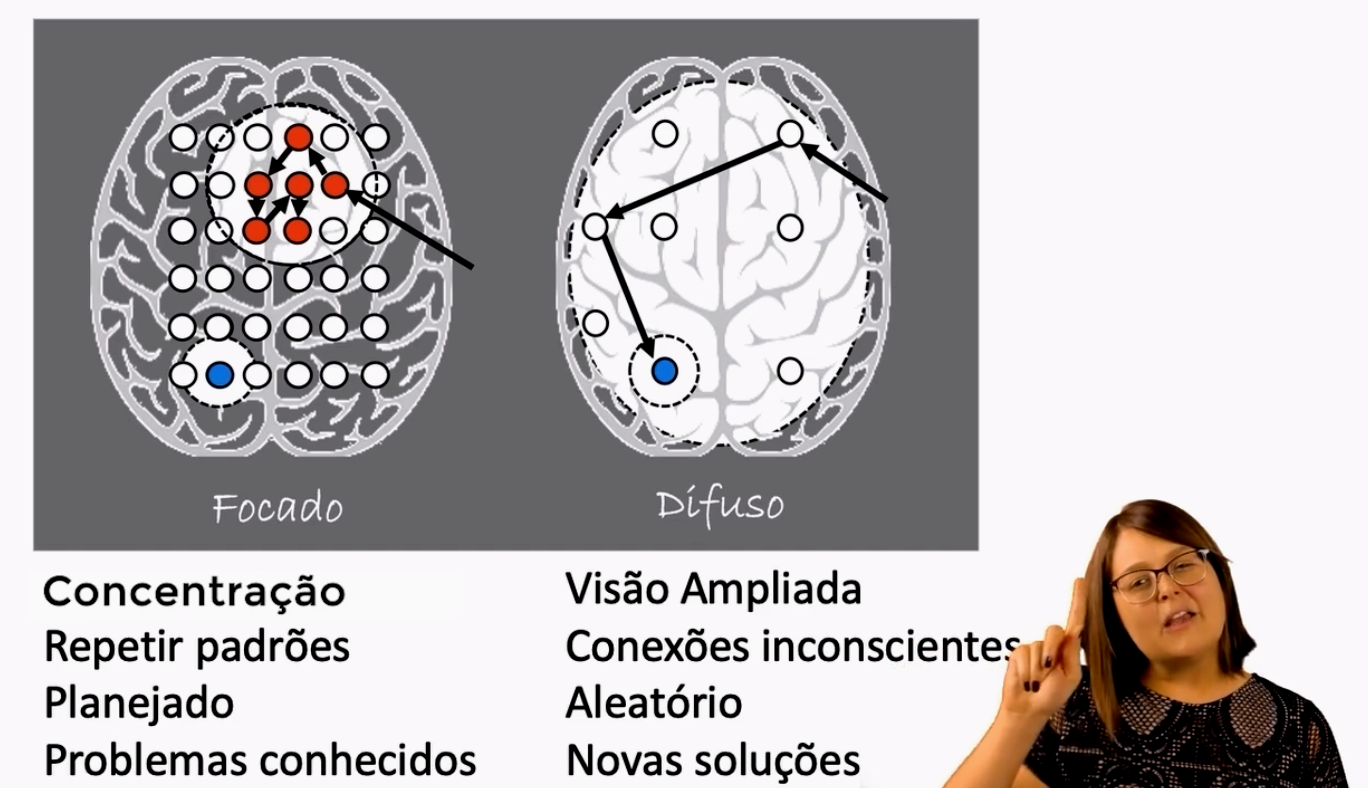 Focado
Difuso
Concentração
Repetir padrões
Planejado
Problemas conhecidos
Visão Ampliada
Conexões inconscientes
Aleatório
Novas soluções